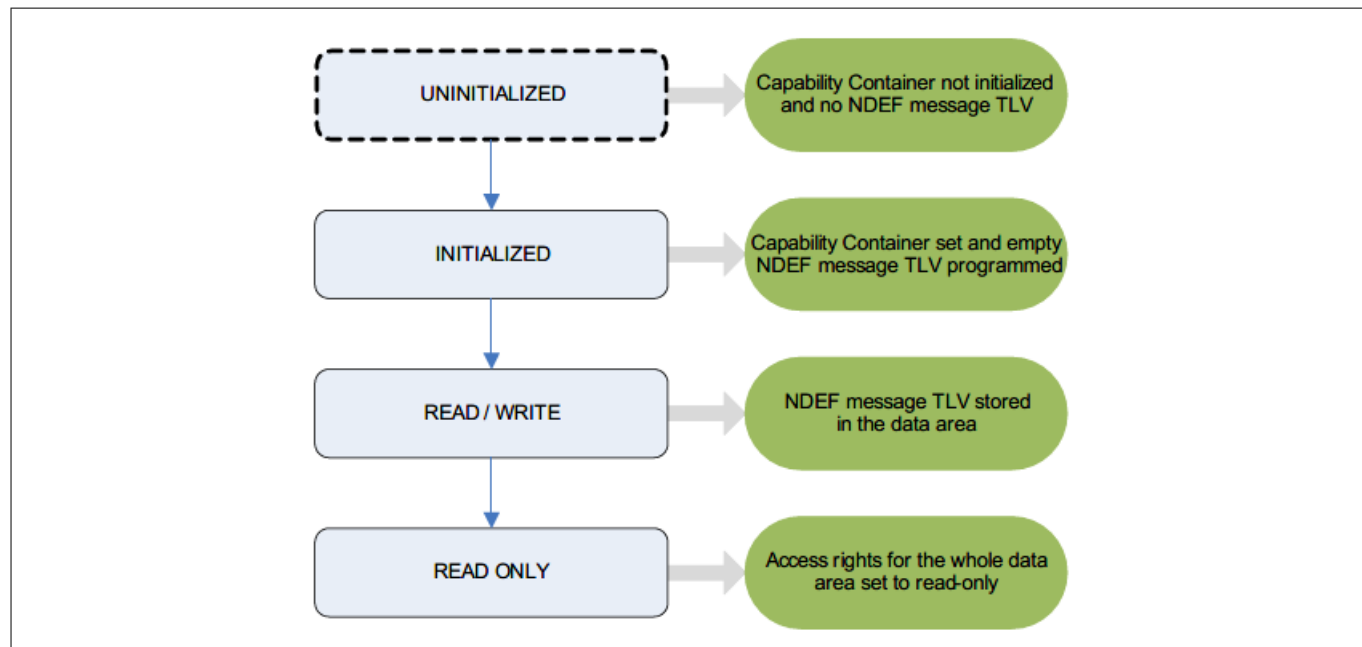 UNINITIALIZED
Capability Container not initialized
and no NDEF message TLV
INITIALIZED
Capability Container set and empty
NDEF message TLV programmed
READ / WRITE
NDEF message TLV stored
in the data area
READ ONLY
Access rights for the whole data
area set to read-only